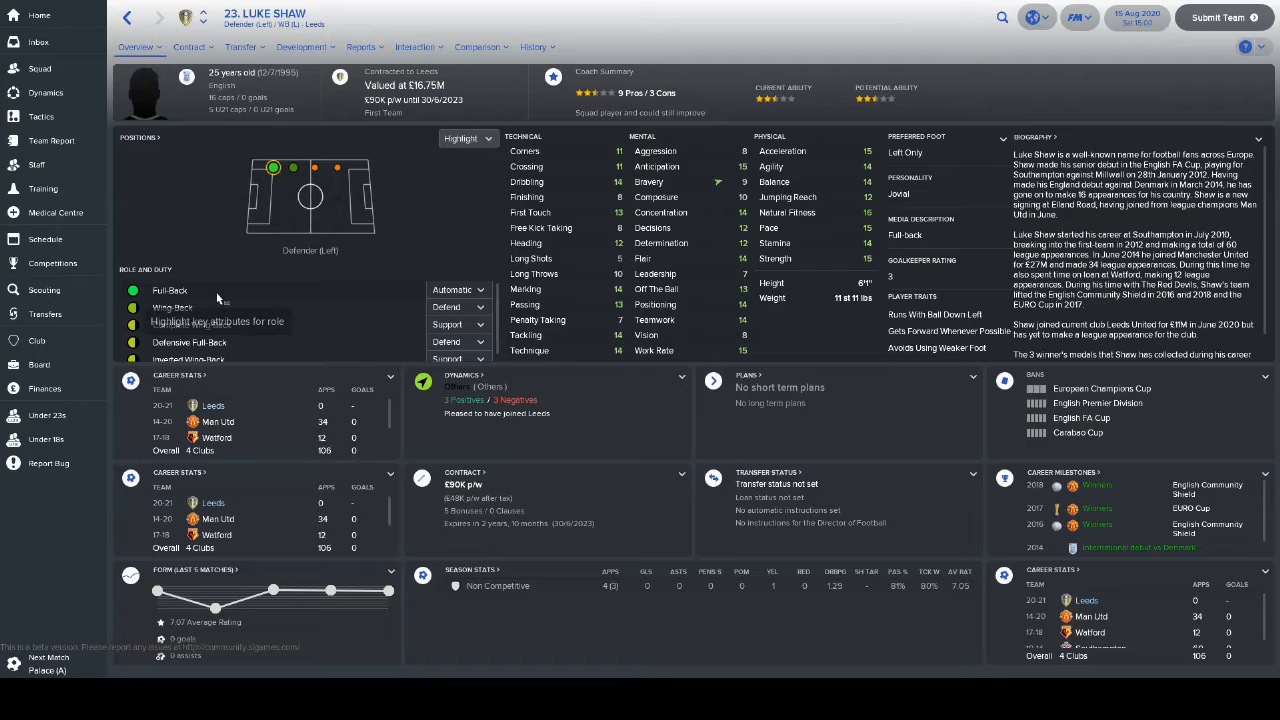 Home
Inbox
Squad
Dynamics
Tactics
Team Report
Staff
Training
Medical Centre
Schedule
Competitions
Scouting
Transfers
Club
Board
Finances
Under 23s
Under 18s
Report Bug
Next Match
Palace (A)
23. LUKE SHAW
Defender (Left) / WB (L) - Leeds
FM
15 Aug 2020
Sat 15:00
Submit Team
Overview Contract Transfer Development Reports Interaction Comparison History
?
25 years old (12/7/1995)
English
16 caps / 0 goals
5 U21 caps / 0 U21 goals
Contracted to Leeds
Valued at £16.75M
£90K p/w until 30/6/2023
First Team
Coach Summary
9 Pros / 3 Cons
Squad player and could still improve
CURRENT ABILITY
POTENTIAL ABILITY
POSITIONS
Highlight
Defender (Left)
ROLE AND DUTY
Full-Back Automatic
Wing-Back Defend
Support
Highlight key attributes for role
Defensive Full-Back Defend
Inverted Wing-Back Support
TECHNICAL
Corners 11
Crossing 11
Dribbling 14
Finishing 8
First Touch 13
Free Kick Taking 8
Heading 12
Long Shots 5
Long Throws 10
Marking 14
Passing 13
Penalty Taking 7
Tackling 14
Technique 14
MENTAL
Aggression 8
Anticipation 15
Bravery 9
Composure 10
Concentration 14
Decisions 12
Determination 12
Flair 14
Leadership 7
Off The Ball 13
Positioning 14
Teamwork 14
Vision 8
Work Rate 15
PHYSICAL
Acceleration 15
Agility 14
Balance 14
Jumping Reach 12
Natural Fitness 16
Pace 15
Stamina 14
Strength 15
Height 6'1"
Weight 11 st 11 lbs
PREFERRED FOOT
Left Only
PERSONALITY
Jovial
MEDIA DESCRIPTION
Full-back
GOALKEEPER RATING
3
PLAYER TRAITS
Runs With Ball Down Left
Gets Forward Whenever Possible
Avoids Using Weaker Foot
BIOGRAPHY
Luke Shaw is a well-known name for football fans across Europe.
Shaw made his senior debut in the English FA Cup, playing for
Southampton against Millwall on 28th January 2012. Having
made his England debut against Denmark in March 2014, he has
gone on to make 16 appearances for his country. Shaw is a new
signing at Elland Road, having joined from league champions Man
Utd in June.
Luke Shaw started his career at Southampton in July 2010,
breaking into the first-team in 2012 and making a total of 60
league appearances. In June 2014 he joined Manchester United
for £27M and made 34 league appearances. During this time he
also spent time on loan at Watford, making 12 league
appearances. During his time with The Red Devils, Shaw's team
lifted the English Community Shield in 2016 and 2018 and the
EURO Cup in 2017.
Shaw joined current club Leeds United for £11M in June 2020 but
has yet to make a league appearance for the club.
The 3 winner's medals that Shaw has collected during his career
CAREER STATS
TEAM APPS GOALS
20-21 Leeds 0 -
14-20 Man Utd 34 0
17-18 Watford 12 0
Overall 4 Clubs 106 0
DYNAMICS
Others ( Others )
3 Positives / 3 Negatives
Pleased to have joined Leeds
PLANS
No short term plans
No long term plans
BANS
European Champions Cup
English Premier Division
English FA Cup
Carabao Cup
CAREER STATS
TEAM APPS GOALS
20-21 Leeds 0 -
14-20 Man Utd 34 0
17-18 Watford 12 0
Overall 4 Clubs 106 0
CONTRACT
£90K p/w
(£48K p/w after tax)
5 Bonuses / 0 Clauses
Expires in 2 years, 10 months (30/6/2023)
TRANSFER STATUS
Transfer status not set
Loan status not set
No automatic instructions set
No instructions for the Director of Football
CAREER MILESTONES
2018 Winners English Community Shield
2017 Winners EURO Cup
2016 Winners English Community Shield
2014 International debut vs Denmark
FORM (LAST 5 MATCHES)
7.07 Average Rating
0 goals
0 assists
This is a beta version. Please report any issues at http://community.sigames.com/
SEASON STATS APPS GLS ASTS PENS S POM YEL RED DRBPG SH TAR PAS % TCK W AV RAT
Non Competitive 4 (3) 0 0 0 0 1 0 1.29 - 81% 80% 7.05
CAREER STATS
TEAM APPS GOALS
20-21 Leeds 0 -
14-20 Man Utd 34 0
17-18 Watford 12 0
Overall 4 Clubs 106 0